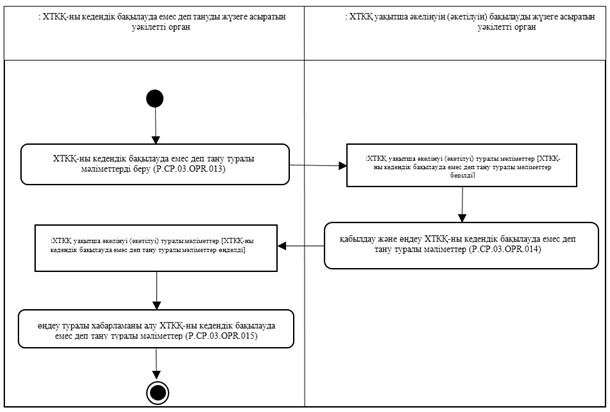 : ХТКҚ-ны кедендік бақылауда емес деп тануды жүзеге асыратын
уәкілетті орган
: ХТКҚ уақытша әкелінуін (әкетілуін) бақылауды жүзеге асыратын
уәкілетті орган
ХТКҚ-ны кедендік бақылауда емес деп тану туралы
мәліметтерді беру (P.CP.03.OPR.013)
:ХТКҚ уақытша әкелінуі (әкетілуі) туралы мәліметтер [ХТКҚ-
ны кедендік бақылауда емес деп тану туралы мәліметтер
берілді]
қабылдау және өңдеу ХТКҚ-ны кедендік бақылауда емес деп
тану туралы мәліметтер (P.CP.03.OPR.014)
:ХТКҚ уақытша әкелінуі (әкетілуі) туралы мәліметтер [ХТКҚ-ны
кедендік бақылауда емес деп тану туралы мәліметтер өңделді]
өңдеу туралы хабарламаны алу ХТКҚ-ны кедендік бақылауда
емес деп тану туралы мәліметтер (P.CP.03.OPR.015)